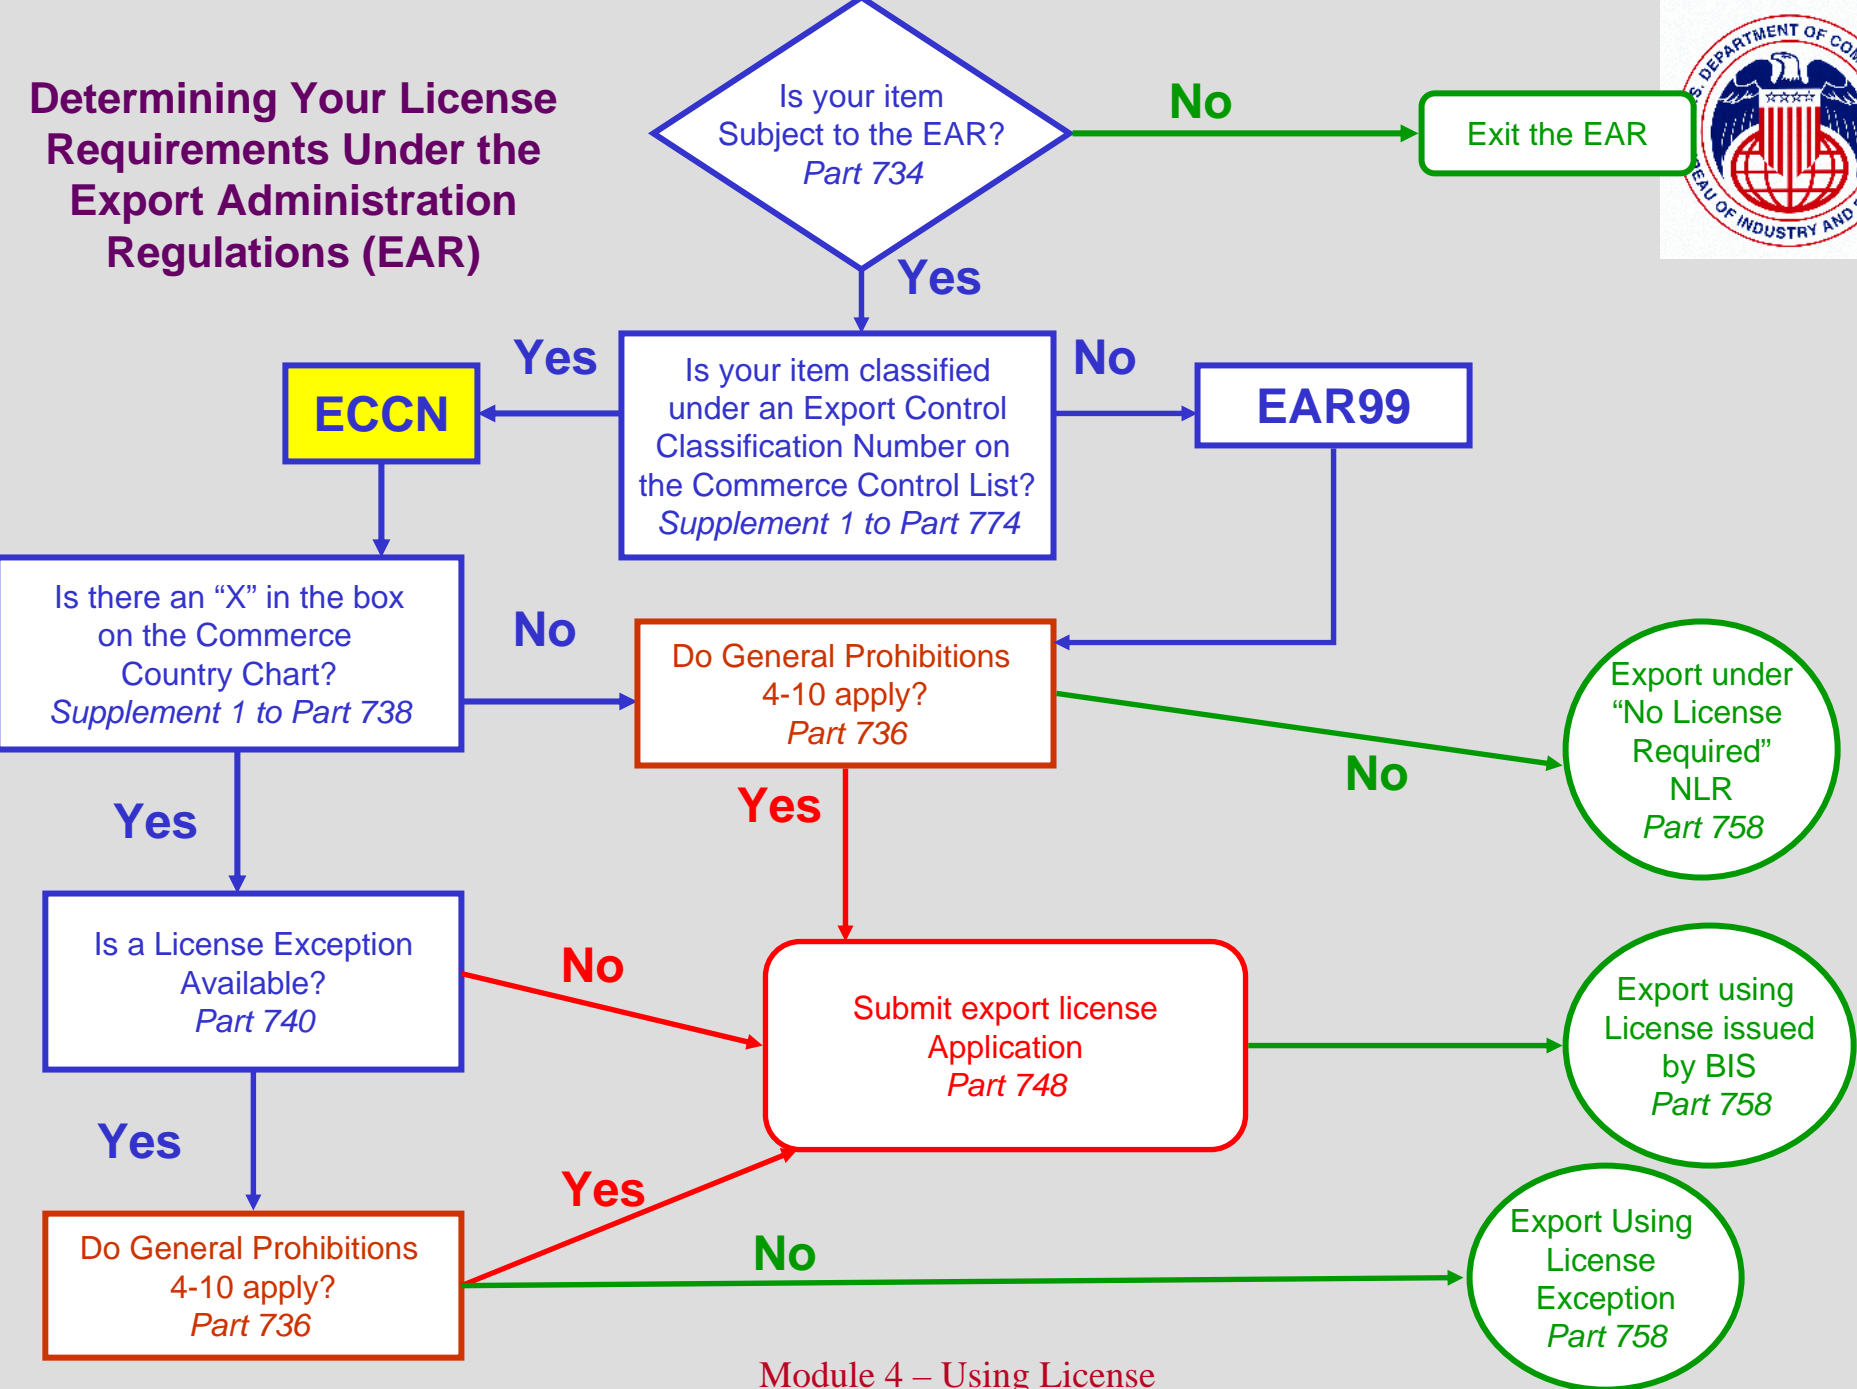 Determining Your License
Requirements Under the
Export Administration
Regulations (EAR)
Is your item
Subject to the EAR?
Part 734
No
Exit the EAR
Yes
Is your item classified
under an Export Control
Classification Number on
the Commerce Control List?
Supplement 1 to Part 774
Yes
ECCN
No
EAR99
Is there an “X” in the box
on the Commerce
Country Chart?
Supplement 1 to Part 738
No
Do General Prohibitions
4-10 apply?
Part 736
No
Export under
“No License
Required”
NLR
Part 758
Yes
Yes
Is a License Exception
Available?
Part 740
No
Submit export license
Application
Part 748
Export using
License issued
by BIS
Part 758
Yes
Do General Prohibitions
4-10 apply?
Part 736
Yes
No
Export Using
License
Exception
Part 758
Module 4 – Using License
DEPARTMENT OF
OF INDUSTRY AND